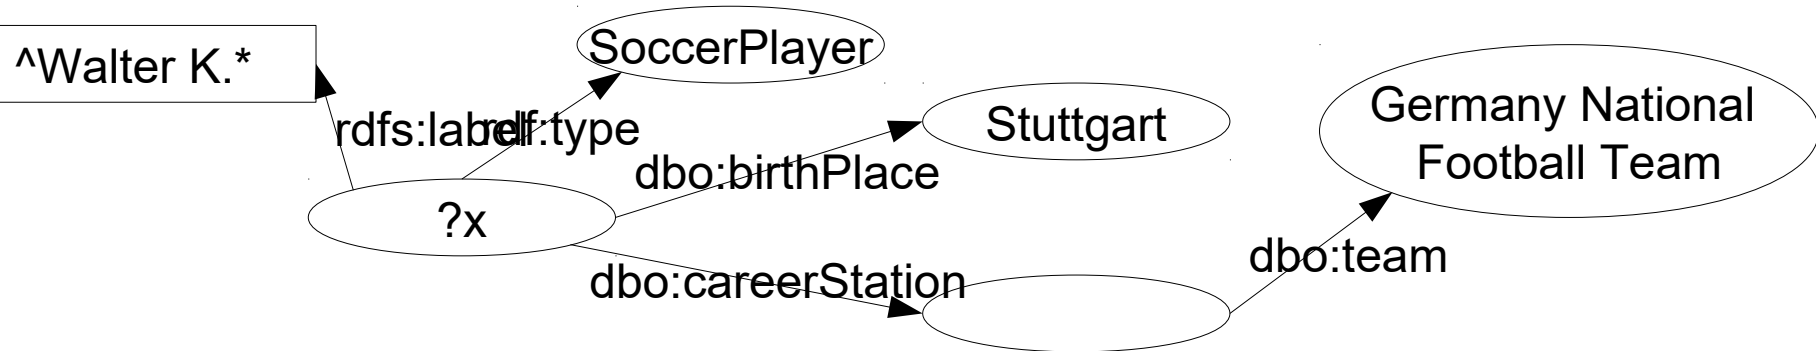 ^Walter K.*
SoccerPlayer
rdfs:label
rdf:type
Stuttgart
Germany National
Football Team
dbo:birthPlace
?x
dbo:careerStation
dbo:team